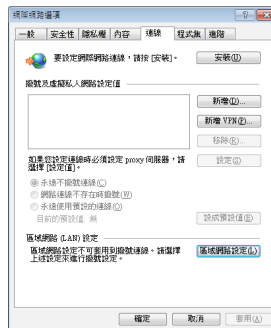 網際網路選項
一般 安全性 隱私權 內容 連線 程式集 進階
要設定網際網路連線，請按 [安裝]。 安裝(U)
撥號及虛擬私人網路設定值
新增(D)...
新增 VPN(P)...
移除(R)...
如果您設定連線時必須設定 proxy 伺服器，請 設定(S)
選擇 [設定值]。
永遠不撥號連線(C)
網路連線不存在時撥號(W)
永遠使用預設的連線(O)
目前的預設值: 無 設成預設值(E)
區域網路 (LAN) 設定
區域網路設定不可套用到撥號連線。請選擇 區域網路設定(L)
上述設定來進行撥號設定。
確定 取消 套用(A)